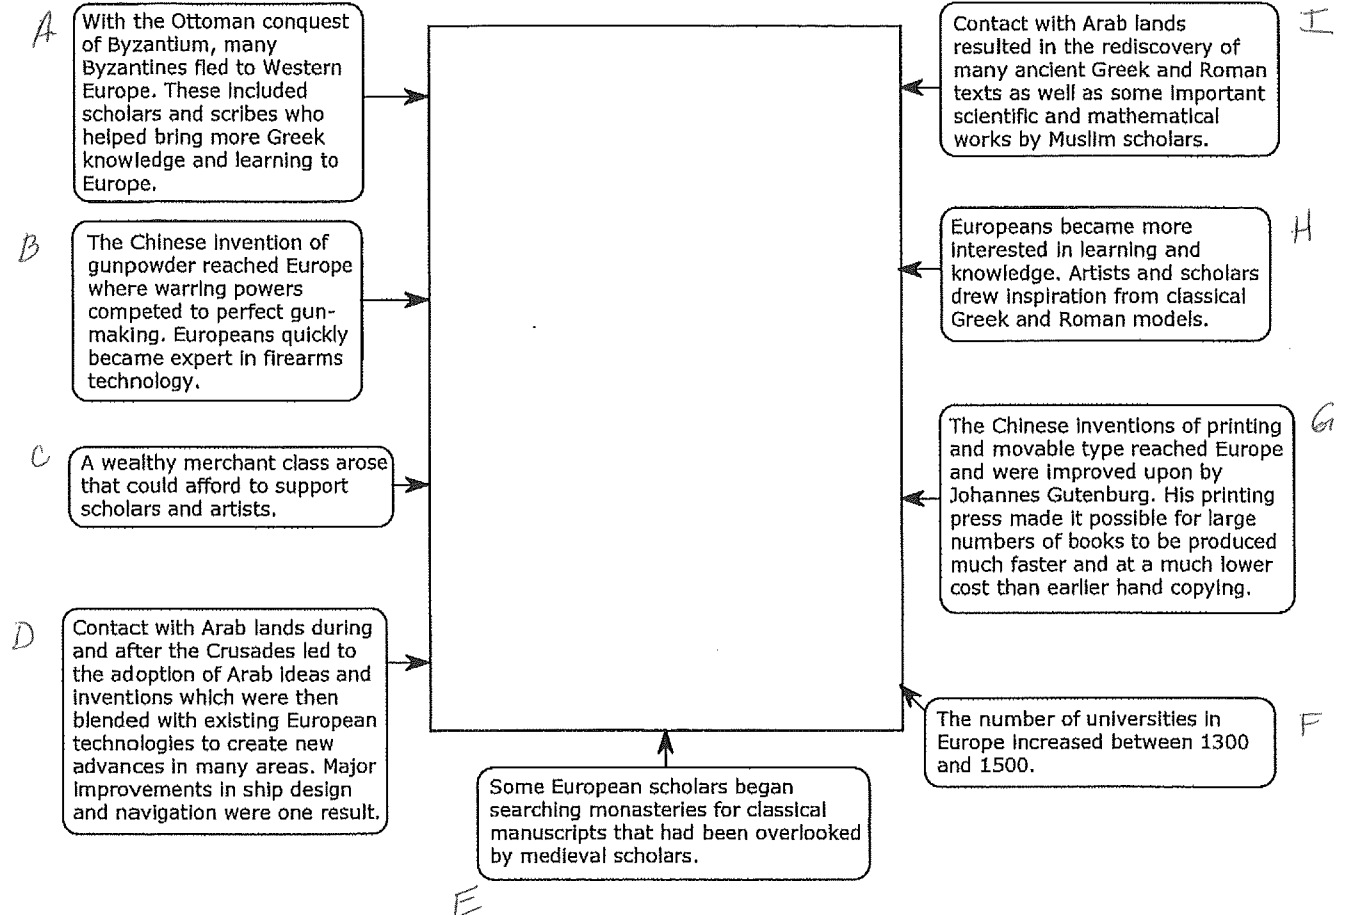 A
With the Ottoman conquest
of Byzantium, many
Byzantines fled to Western
Europe. These included
scholars and scribes who
helped bring more Greek
knowledge and learning to
Europe.
B
The Chinese invention of
gunpowder reached Europe
where warring powers
competed to perfect gun-
making. Europeans quickly
became expert in firearms
technology.
C
A wealthy merchant class arose
that could afford to support
scholars and artists.
D
Contact with Arab lands during
and after the Crusades led to
the adoption of Arab ideas and
inventions which were then
blended with existing European
technologies to create new
advances in many areas. Major
improvements in ship design
and navigation were one result.
Some European scholars began
searching monasteries for classical
manuscripts that had been overlooked
by medieval scholars.
E
The number of universities in
Europe increased between 1300
and 1500.
F
The Chinese inventions of printing
and movable type reached Europe
and were improved upon by
Johannes Gutenburg. His printing
press made it possible for large
numbers of books to be produced
much faster and at a much lower
cost than earlier hand copying.
G
Europeans became more
interested in learning and
knowledge. Artists and scholars
drew inspiration from classical
Greek and Roman models.
H
Contact with Arab lands
resulted in the rediscovery of
many ancient Greek and Roman
texts as well as some important
scientific and mathematical
works by Muslim scholars.
I